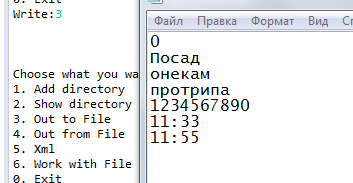 0. Exit
Write:3
Choose what you wa
1. Add directory
2. Show directory
3. Out to File
4. Out from File
5. Xml
6. Work with File
0. Exit
Файл Правка Формат Вид
0
Посад
онекам
протрипа
1234567890
11:33
11:55